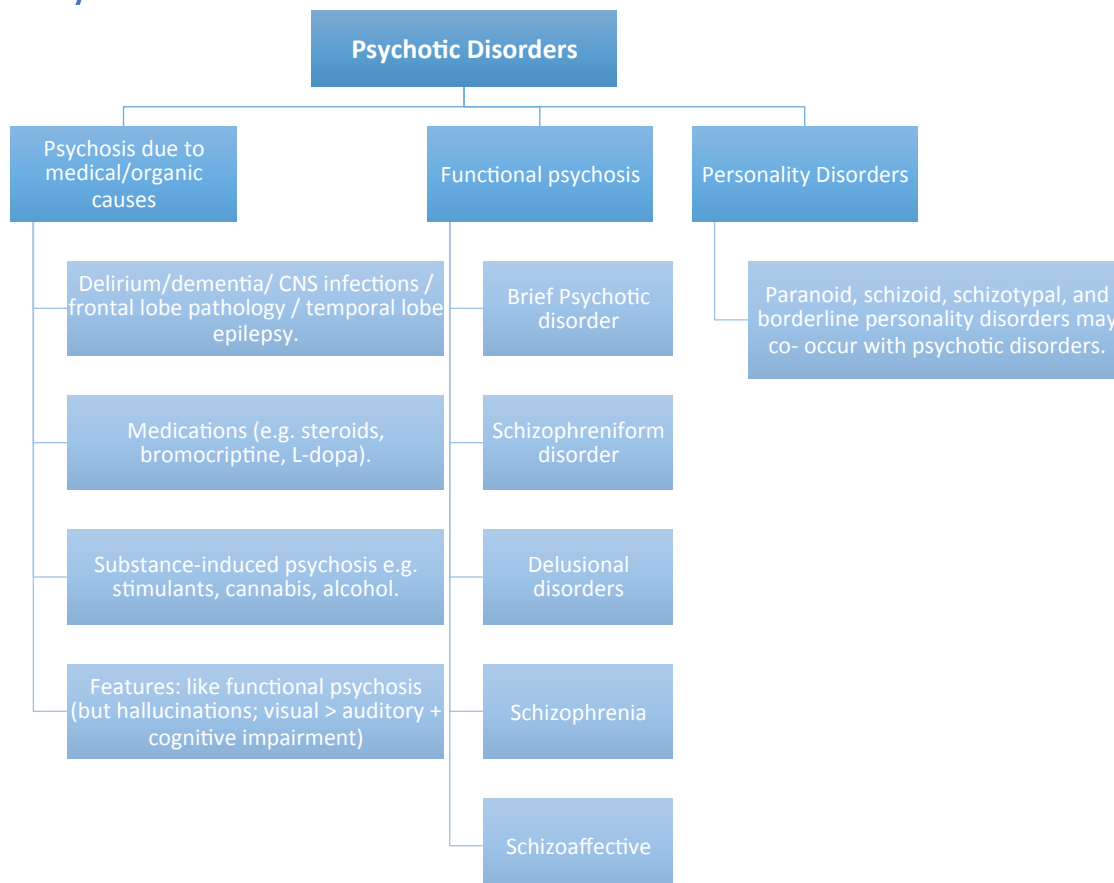 Psychotic Disorders
Psychosis due to
medical/organic
causes
Functional psychosis
Personality Disorders
Delirium/dementia/ CNS infections /
frontal lobe pathology / temporal lobe
epilepsy.
Medications (e.g. steroids,
bromocriptine, L-dopa).
Substance-induced psychosis e.g.
stimulants, cannabis, alcohol.
Features: like functional psychosis
(but hallucinations; visual > auditory +
cognitive impairment)
Brief Psychotic
disorder
Schizophreniform
disorder
Delusional
disorders
Schizophrenia
Schizoaffective
Paranoid, schizoid, schizotypal, and
borderline personality disorders may
co- occur with psychotic disorders.